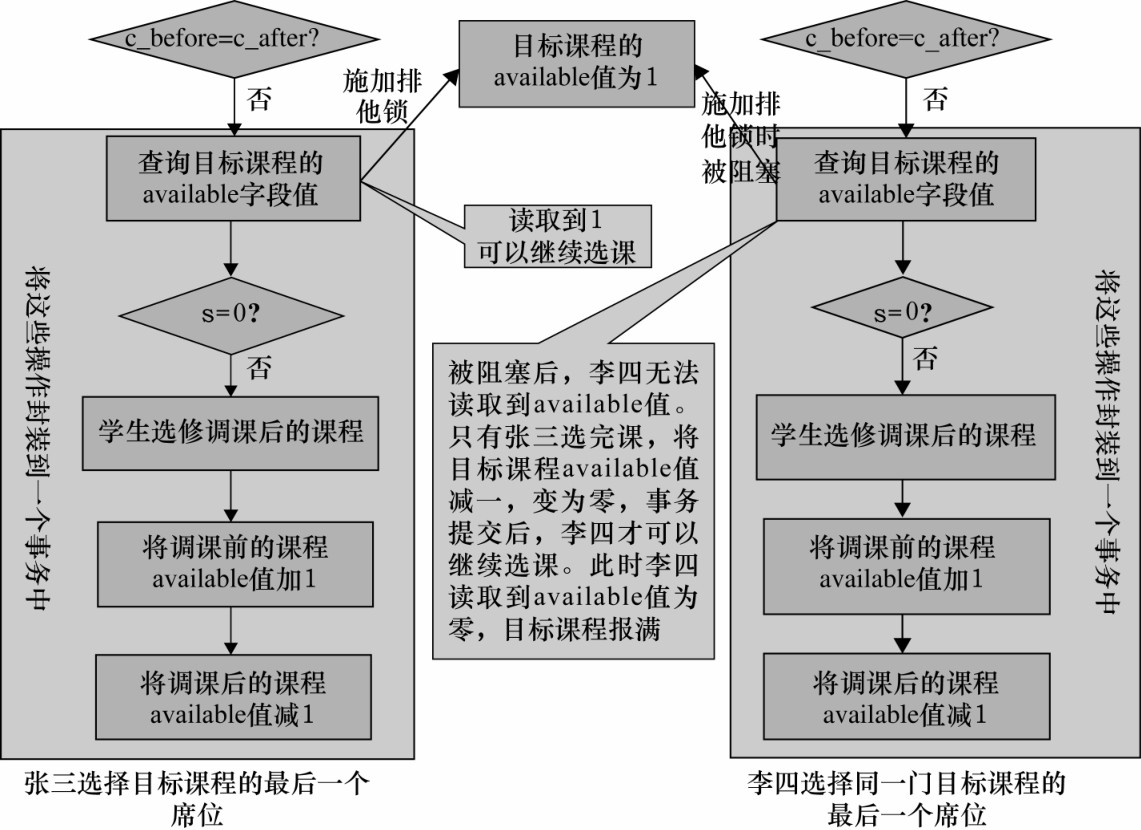 c_before=c_after?
否
施加排
他锁
目标课程的
available值为1
c_before=c_after?
否
施加排
他锁时
被阻塞
查询目标课程的
available字段值
读取到1
可以继续选课
查询目标课程的
available字段值
将这些操作封装到一个事务中
s=0?
否
学生选修调课后的课程
将调课前的课程
available值加1
将调课后的课程
available值减1
被阻塞后，李四无法
读取到available值。
只有张三选完课，将
目标课程available值
减一，变为零，事务
提交后，李四才可以
继续选课。此时李四
读取到available值为
零，目标课程报满
s=0?
否
学生选修调课后的课程
将调课前的课程
available值加1
将调课后的课程
available值减1
将这些操作封装到一个事务中
张三选择目标课程的最后一个
席位
李四选择同一门目标课程的
最后一个席位